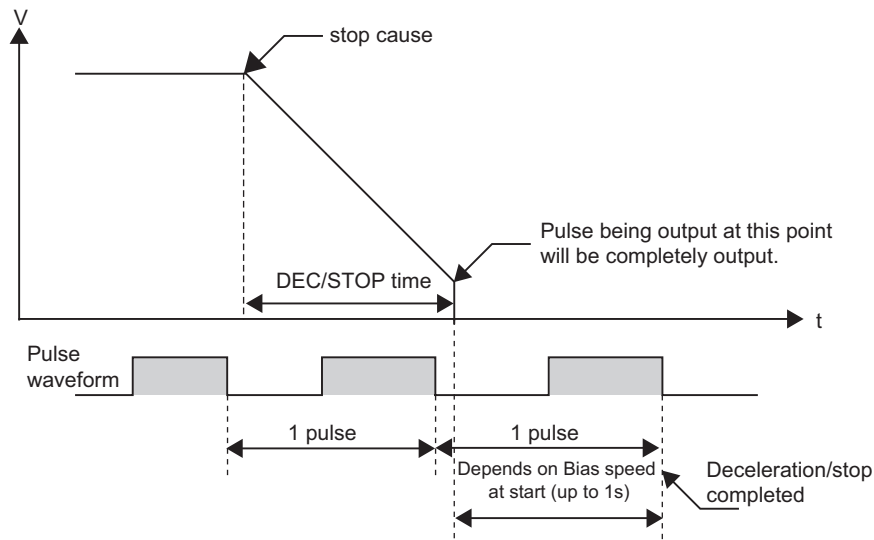 V
stop cause
Pulse being output at this point
will be completely output.
DEC/STOP time
t
Pulse
waveform
1 pulse
1 pulse
Depends on Bias speed
at start (up to 1s)
Deceleration/stop
completed